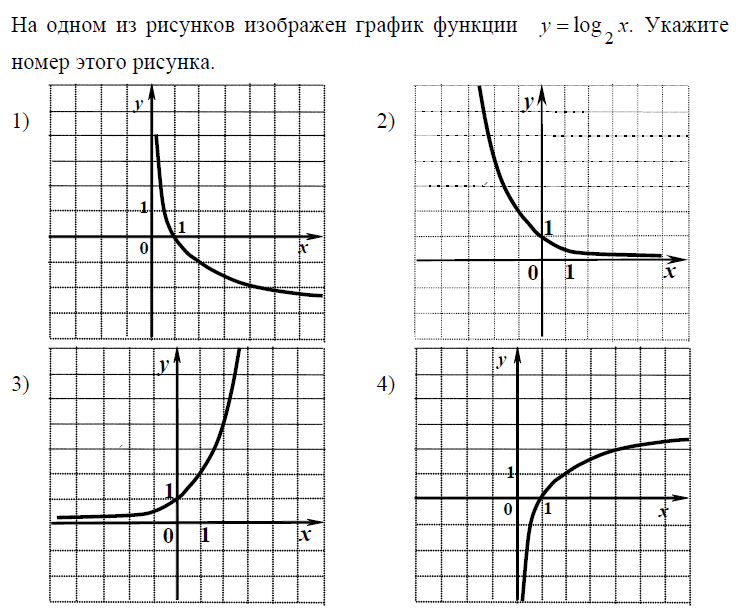 На одном из рисунков изображен график функции y = log₂ x. Укажите
номер этого рисунка.
1)
y
1
1
0
x
2)
y
1
0
1
x
3)
y
1
0
1
x
4)
y
1
0
1
x